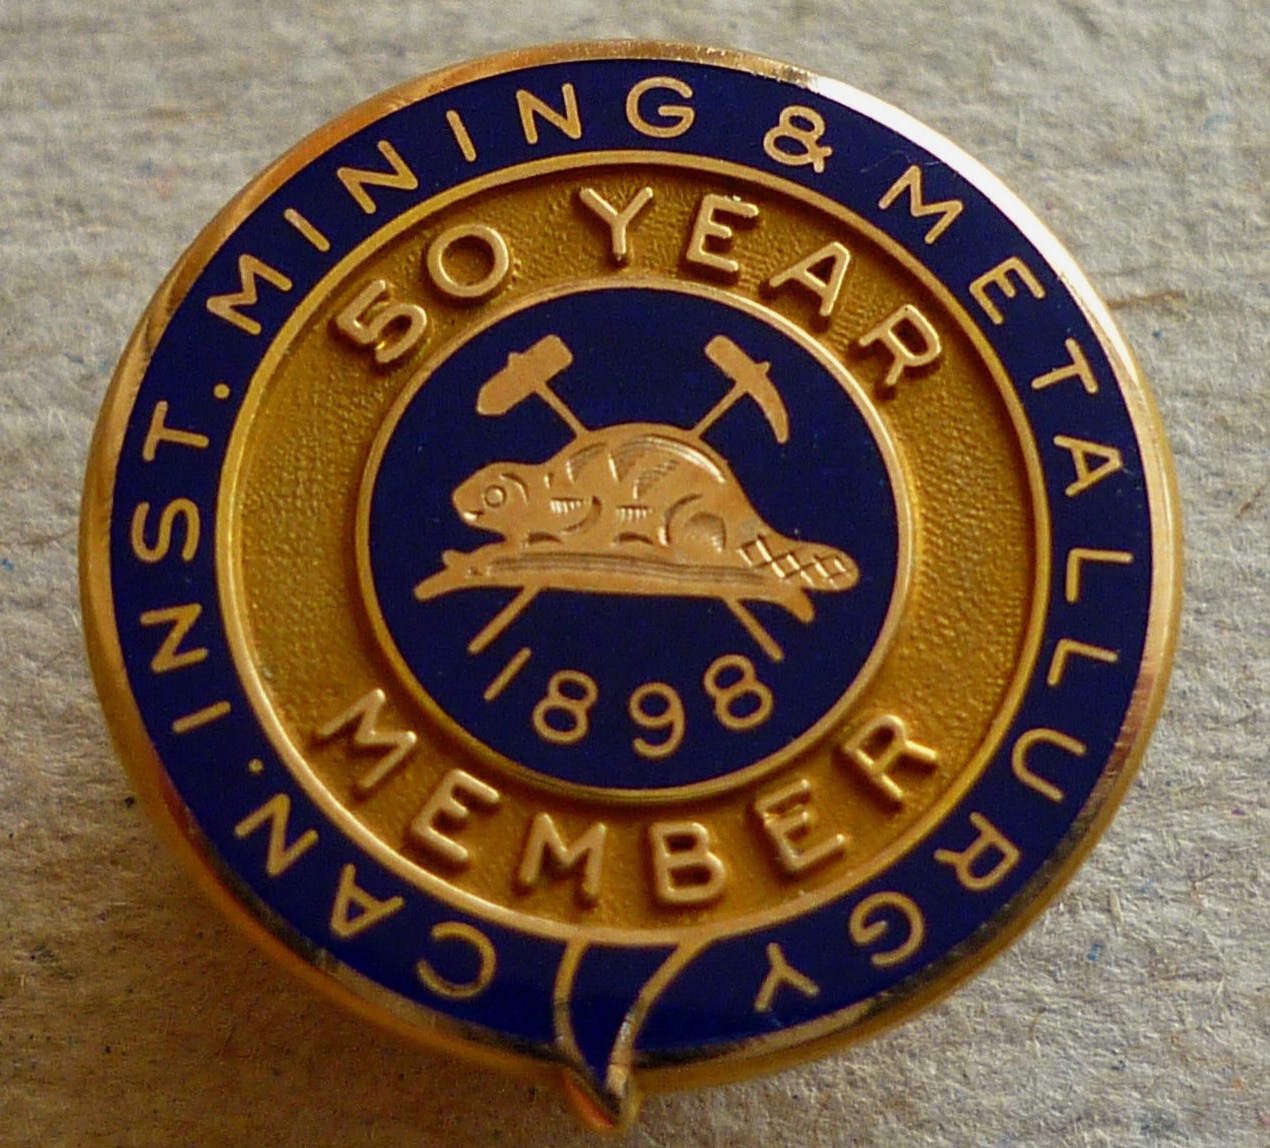 CAN. INST. MINING & METALLURGY
50 YEAR
MEMBER
1898